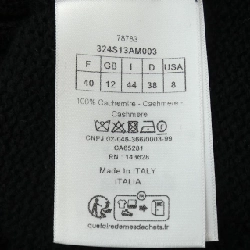 78783
324S13AM003
F GB I D USA
40 12 44 38 8
100% Cachemire - Cashmere
Cashmere
CA05201
Made in ITALY
ITALIA
quefairedemesdechets.fr